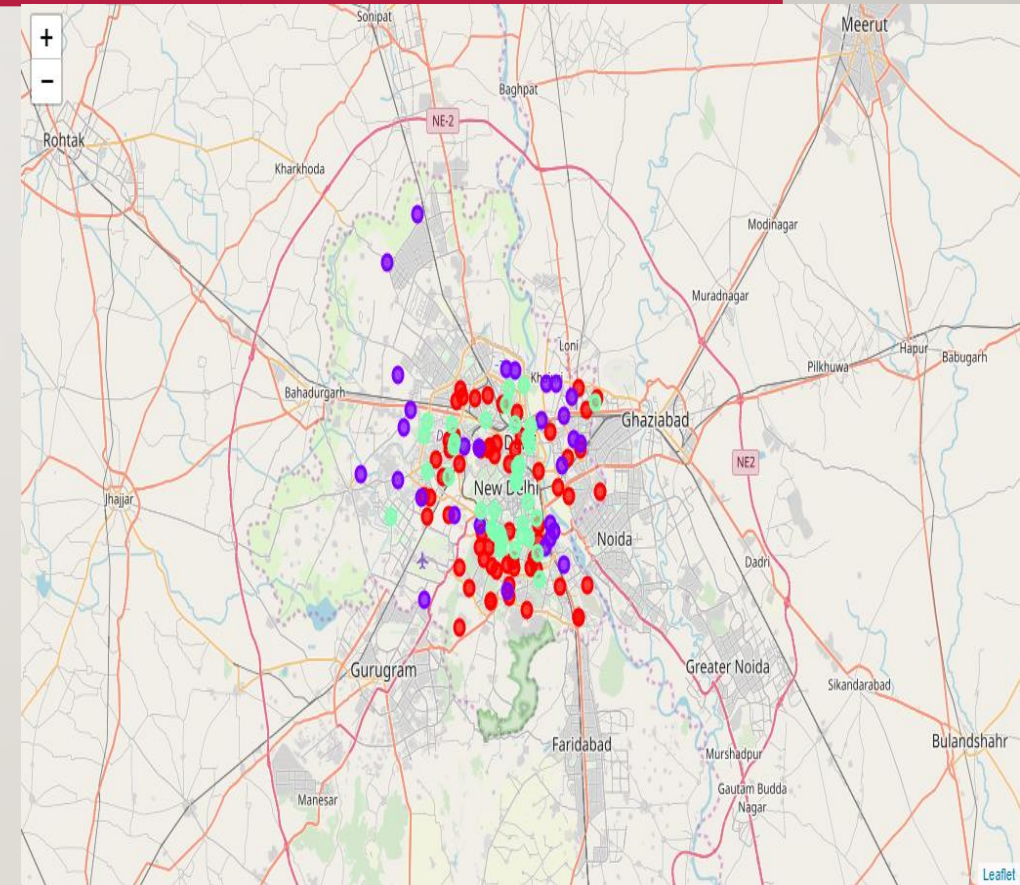 +
−
Sonipat
Meerut
Baghpat
NE-2
Rohtak
Kharkhoda
Modinagar
Muradnagar
Loni
Hapur
Babugarh
Pilkhuwa
Bahadurgarh
Ghaziabad
NE2
New Delhi
Jhajjar
Noida
Dadri
Gurugram
Greater Noida
Sikandarabad
Faridabad
Bulandshahr
Murshadpur
Gautam Budda
Nagar
Manesar
Leaflet